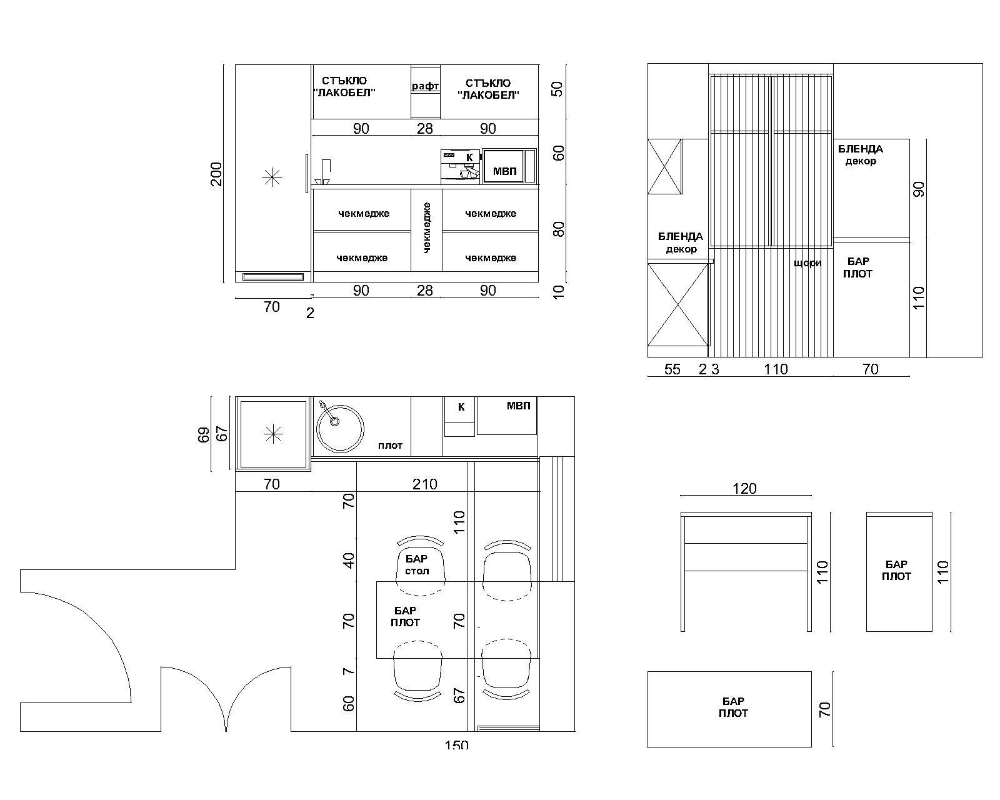 СТЪКЛО
"ЛАКОБЕЛ"
рафт
СТЪКЛО
"ЛАКОБЕЛ"
50
90
28
90
60
200
К
МВП
чекмедже
чекмедже
чекмедже
80
чекмедже
чекмедже
90
28
90
10
70
2
БЛЕНДА
декор
90
БЛЕНДА
декор
щори
БАР
ПЛОТ
110
55
2
3
110
70
69
67
К
МВП
плот
70
210
70
110
БАР
стол
40
БАР
ПЛОТ
70
70
7
60
67
150
120
110
БАР
ПЛОТ
110
БАР
ПЛОТ
70